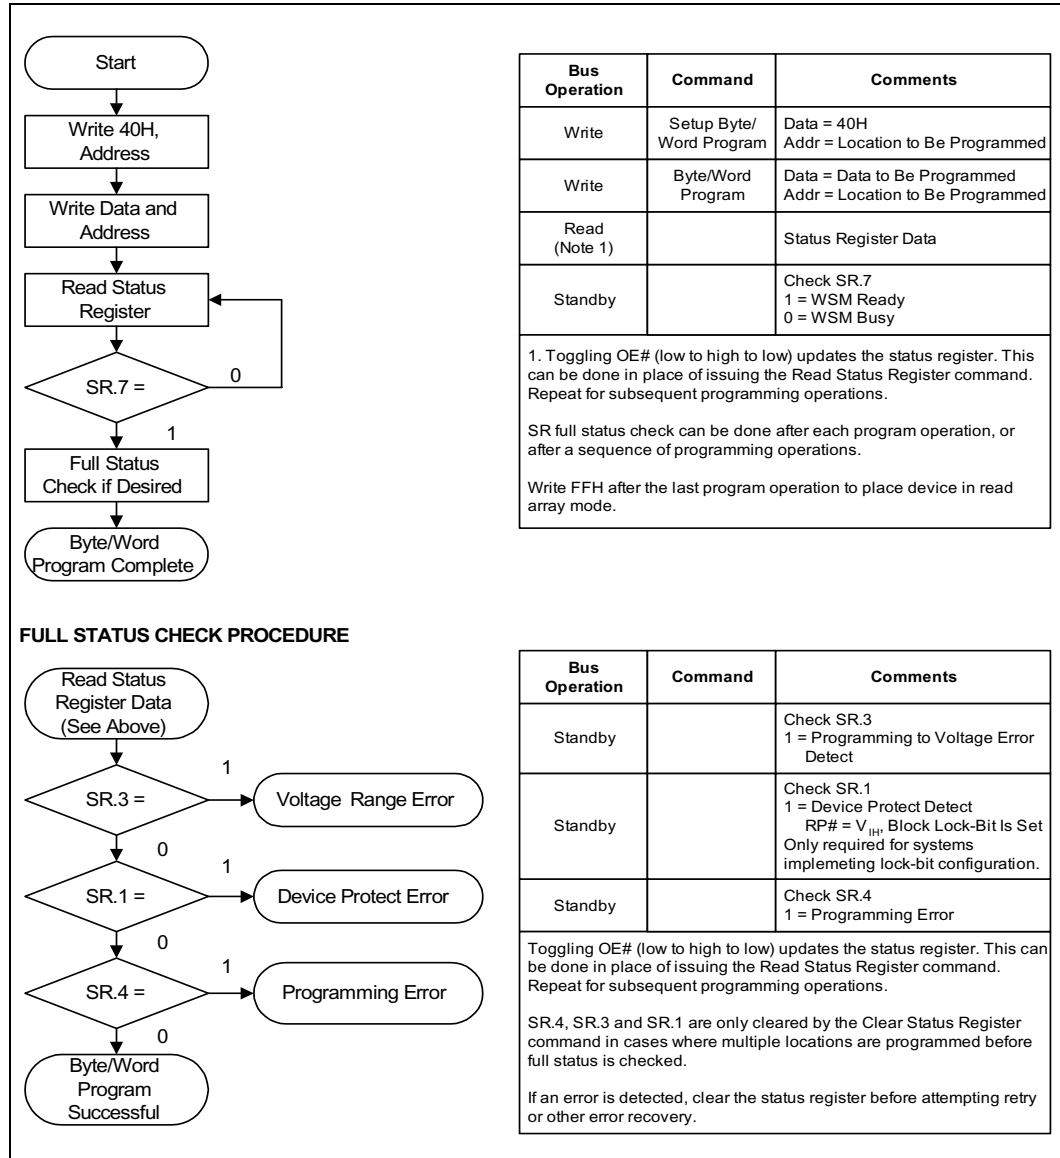 Start
Write 40H,
Address
Write Data and
Address
Read Status
Register
SR.7 =
0
1
Full Status
Check if Desired
Byte/Word
Program Complete
Bus
Operation
Command
Comments
Write
Setup Byte/
Word Program
Data = 40H
Addr = Location to Be Programmed
Write
Byte/Word
Program
Data = Data to Be Programmed
Addr = Location to Be Programmed
Read
(Note 1)
Status Register Data
Standby
Check SR.7
1 = WSM Ready
0 = WSM Busy
1. Toggling OE# (low to high to low) updates the status register. This
can be done in place of issuing the Read Status Register command.
Repeat for subsequent programming operations.
SR full status check can be done after each program operation, or
after a sequence of programming operations.
Write FFH after the last program operation to place device in read
array mode.
FULL STATUS CHECK PROCEDURE
Read Status
Register Data
(See Above)
SR.3 =
1
Voltage Range Error
0
SR.1 =
1
Device Protect Error
0
SR.4 =
1
Programming Error
0
Byte/Word
Program
Successful
Bus
Operation
Command
Comments
Standby
Check SR.3
1 = Programming to Voltage Error
Detect
Standby
Check SR.1
1 = Device Protect Detect
RP# = VIH, Block Lock-Bit Is Set
Only required for systems
implemeting lock-bit configuration.
Standby
Check SR.4
1 = Programming Error
Toggling OE# (low to high to low) updates the status register. This can
be done in place of issuing the Read Status Register command.
Repeat for subsequent programming operations.
SR.4, SR.3 and SR.1 are only cleared by the Clear Status Register
command in cases where multiple locations are programmed before
full status is checked.
If an error is detected, clear the status register before attempting retry
or other error recovery.